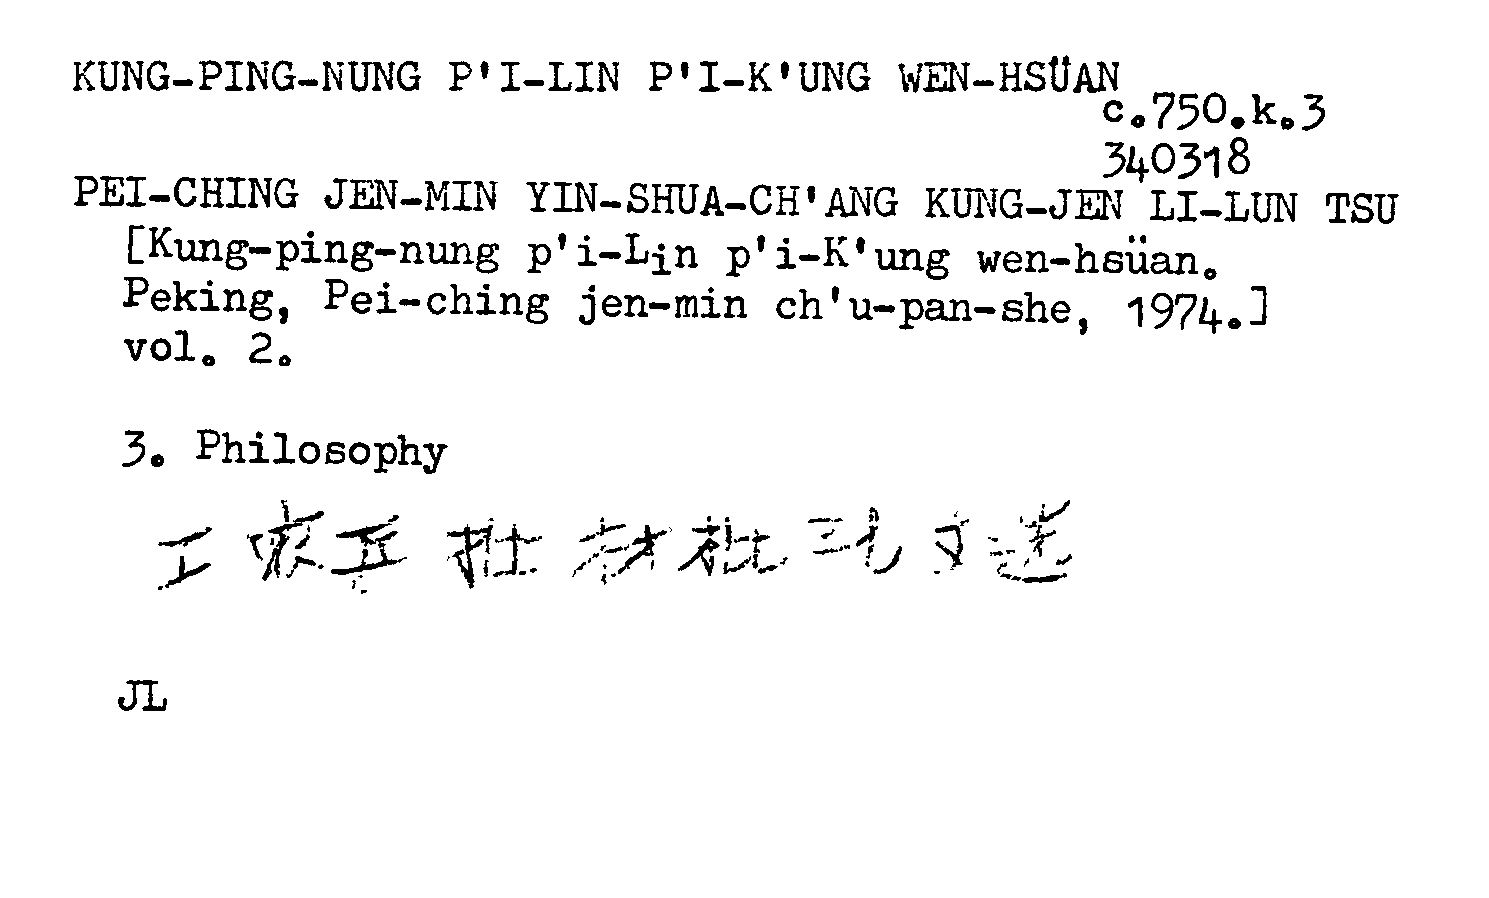 KUNG-PING-NUNG P'I-LIN P'I-K'UNG WEN-HSÜAN
c.750.k.3
340318
PEI-CHING JEN-MIN YIN-SHUA-CH'ANG KUNG-JEN LI-LUN TSU
[Kung-ping-nung p'i-Lin p'i-K'ung wen-hsüan.
Peking, Pei-ching jen-min ch'u-pan-she, 1974.]
vol. 2.
3. Philosophy
工农兵批林批孔文选
JL